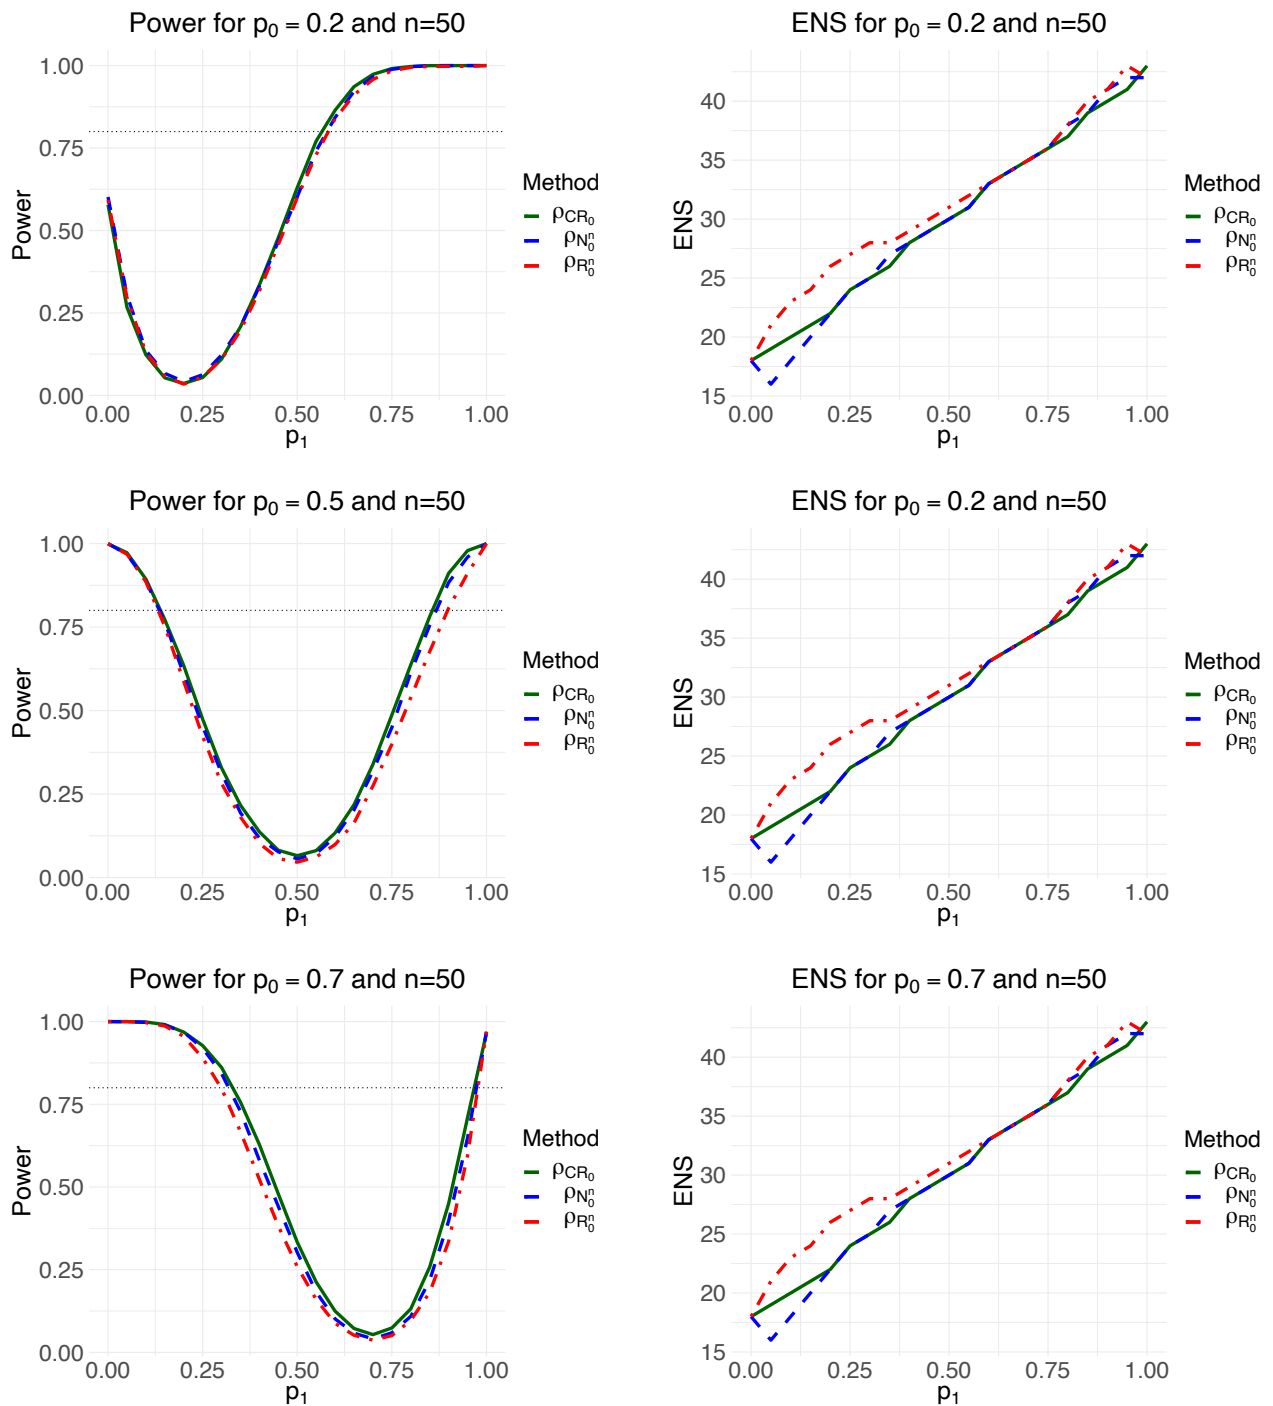 Power for p₀ = 0.2 and n=50
1.00
0.75
0.50
0.25
0.00
Power
0.00 0.25 0.50 0.75 1.00
p₁
Method
ρCR₀
ρN₀ⁿ
ρR₀ⁿ
ENS for p₀ = 0.2 and n=50
40
35
30
25
20
15
ENS
0.00 0.25 0.50 0.75 1.00
p₁
Method
ρCR₀
ρN₀ⁿ
ρR₀ⁿ
Power for p₀ = 0.5 and n=50
1.00
0.75
0.50
0.25
0.00
Power
0.00 0.25 0.50 0.75 1.00
p₁
Method
ρCR₀
ρN₀ⁿ
ρR₀ⁿ
ENS for p₀ = 0.2 and n=50
40
35
30
25
20
15
ENS
0.00 0.25 0.50 0.75 1.00
p₁
Method
ρCR₀
ρN₀ⁿ
ρR₀ⁿ
Power for p₀ = 0.7 and n=50
1.00
0.75
0.50
0.25
0.00
Power
0.00 0.25 0.50 0.75 1.00
p₁
Method
ρCR₀
ρN₀ⁿ
ρR₀ⁿ
ENS for p₀ = 0.7 and n=50
40
35
30
25
20
15
ENS
0.00 0.25 0.50 0.75 1.00
p₁
Method
ρCR₀
ρN₀ⁿ
ρR₀ⁿ